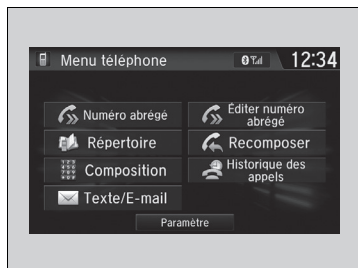 Menu téléphone
12:34
Numéro abrégé
Éditer numéro
abrégé
Répertoire
Recomposer
Composition
Historique des
appels
Texte/E-mail
Paramètre